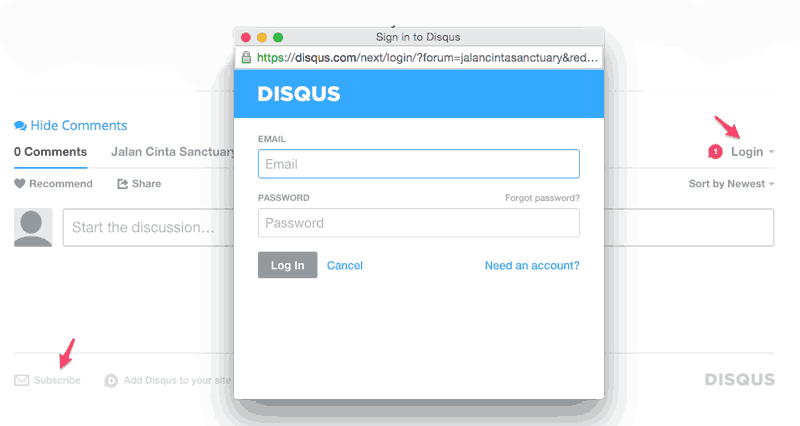 Sign in to Disqus
https://disqus.com/next/login/?forum=jalancintasanctuary&red…
DISQUS
EMAIL
Email
PASSWORD
Forgot password?
Password
Log In
Cancel
Need an account?
Hide Comments
0 Comments
Jalan Cinta Sanctuary
1
Login
Recommend
Share
Sort by Newest
Start the discussion…
Subscribe
Add Disqus to your site
DISQUS